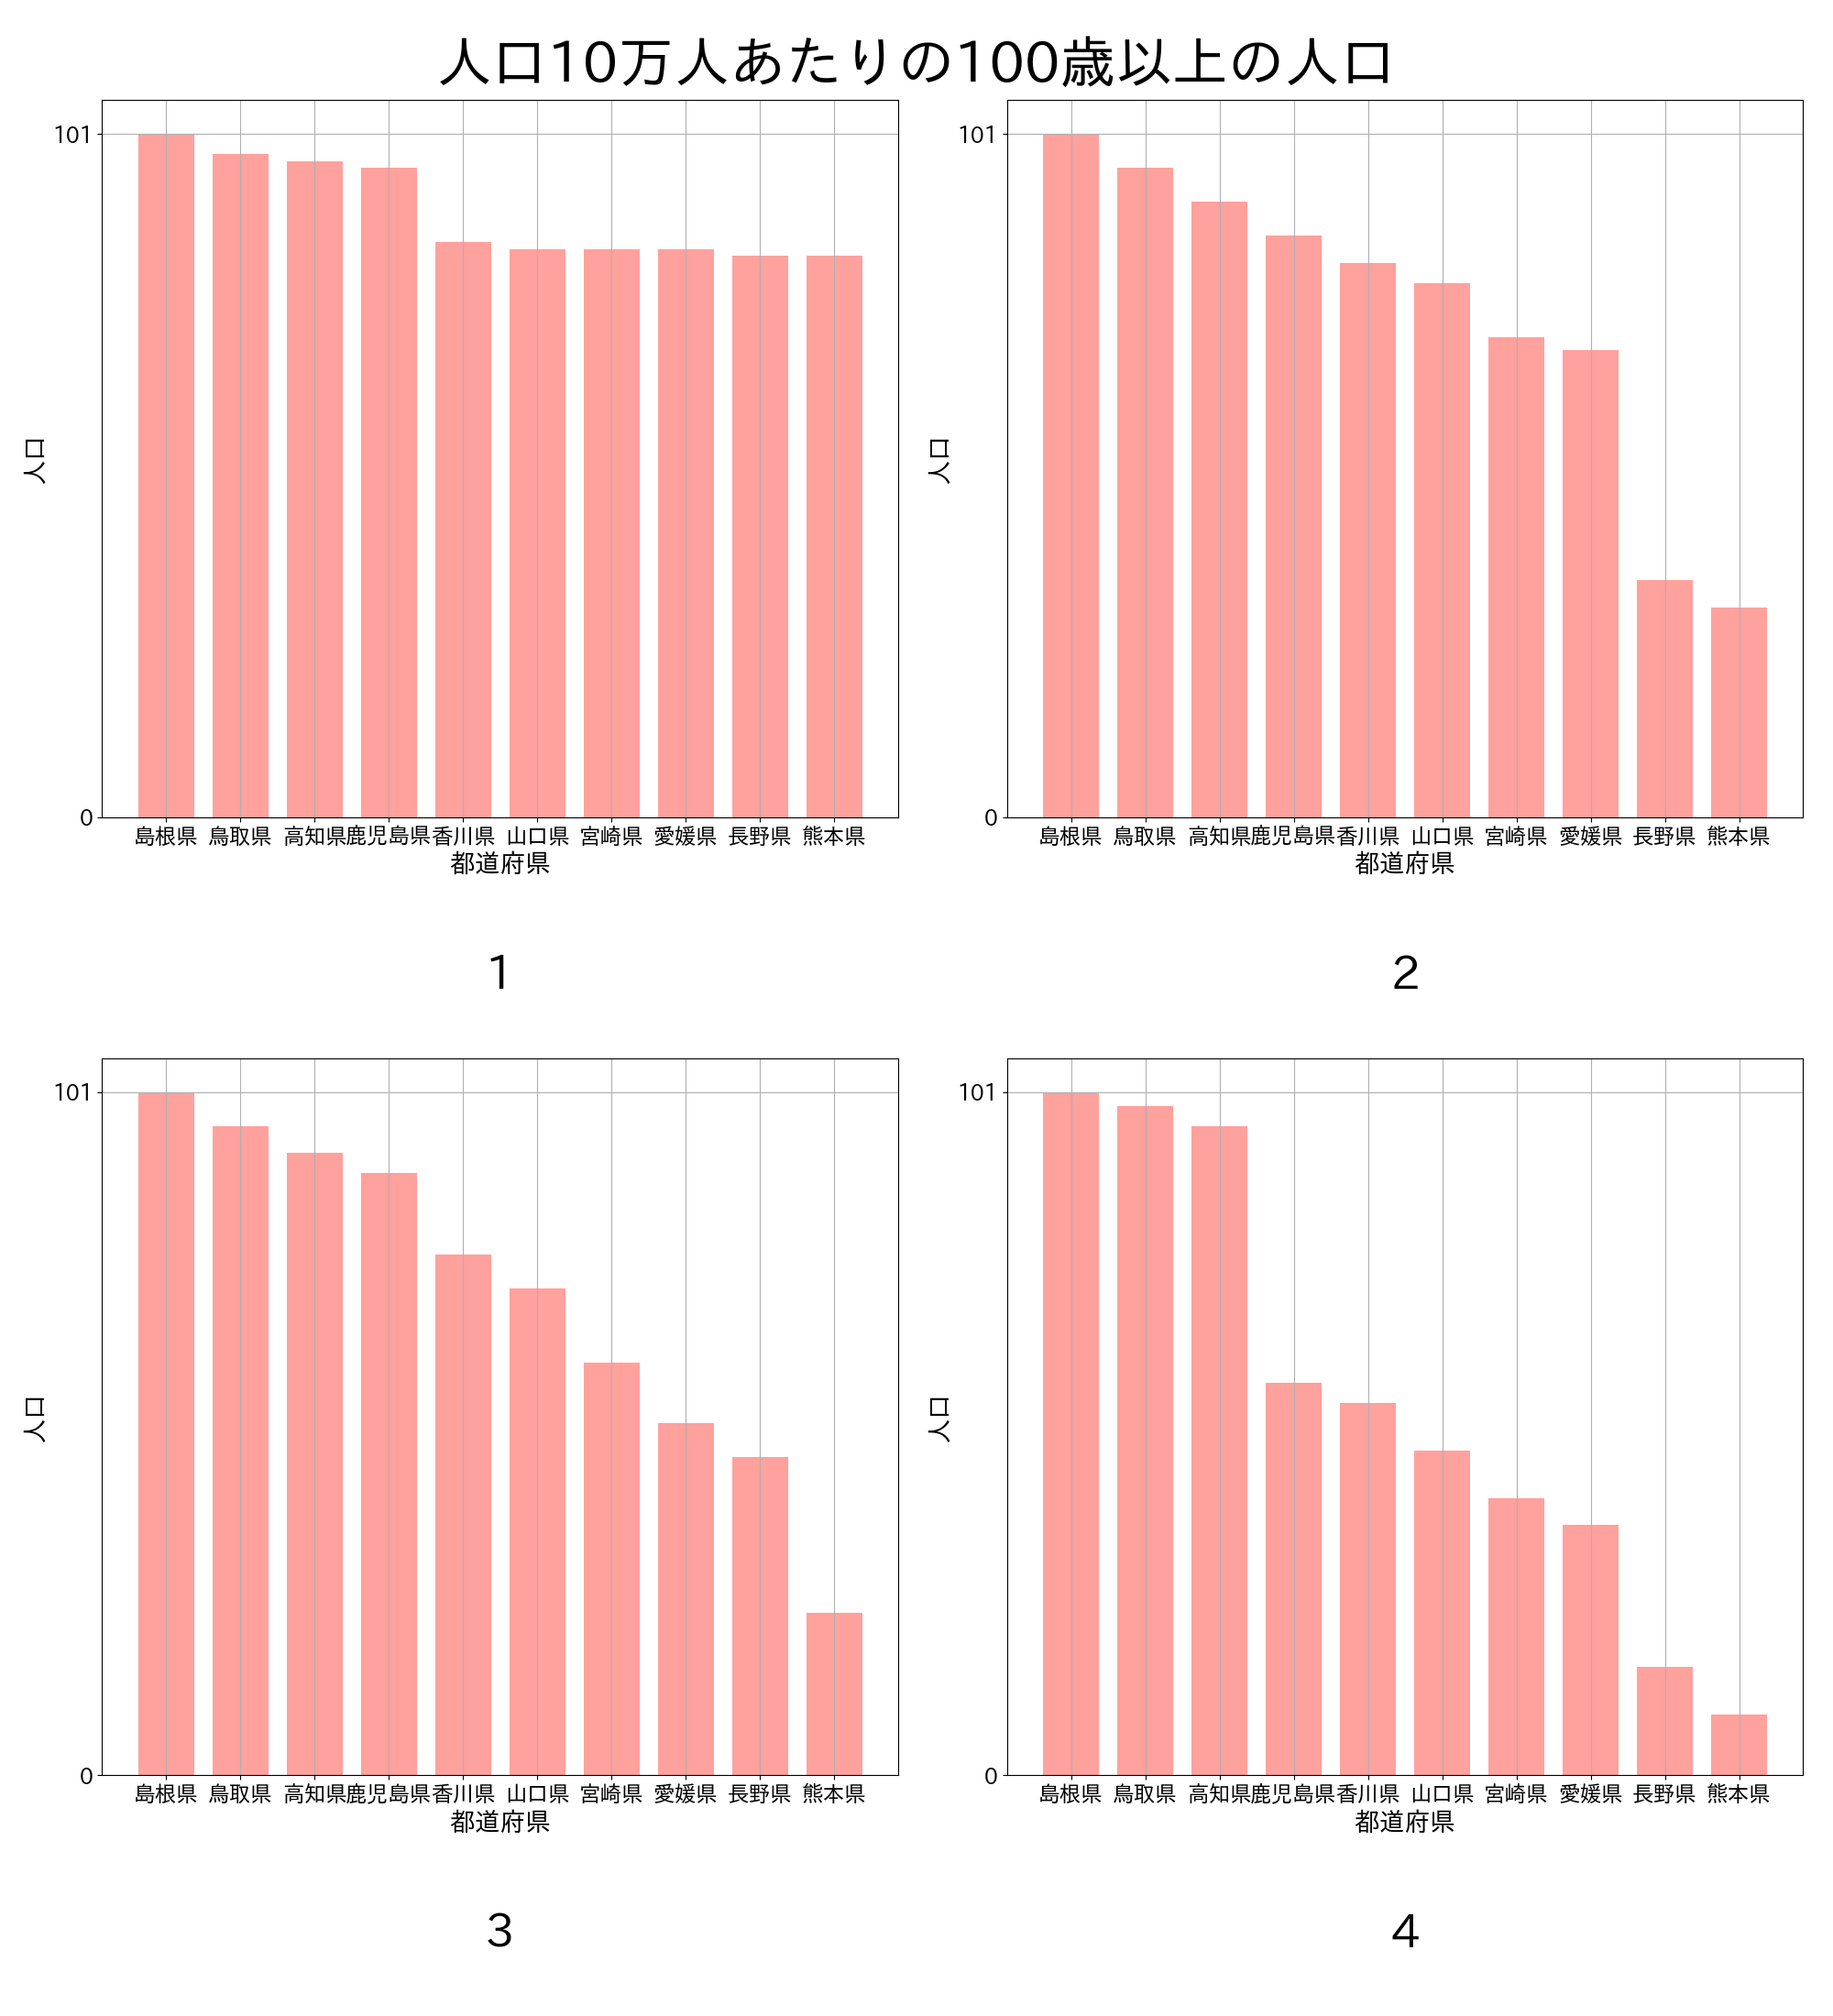 人口10万人あたりの100歳以上の人口
101
0
人口
島根県 鳥取県 高知県 鹿児島県 香川県 山口県 宮崎県 愛媛県 長野県 熊本県
都道府県
1
101
0
人口
島根県 鳥取県 高知県 鹿児島県 香川県 山口県 宮崎県 愛媛県 長野県 熊本県
都道府県
2
101
0
人口
島根県 鳥取県 高知県 鹿児島県 香川県 山口県 宮崎県 愛媛県 長野県 熊本県
都道府県
3
101
0
人口
島根県 鳥取県 高知県 鹿児島県 香川県 山口県 宮崎県 愛媛県 長野県 熊本県
都道府県
4